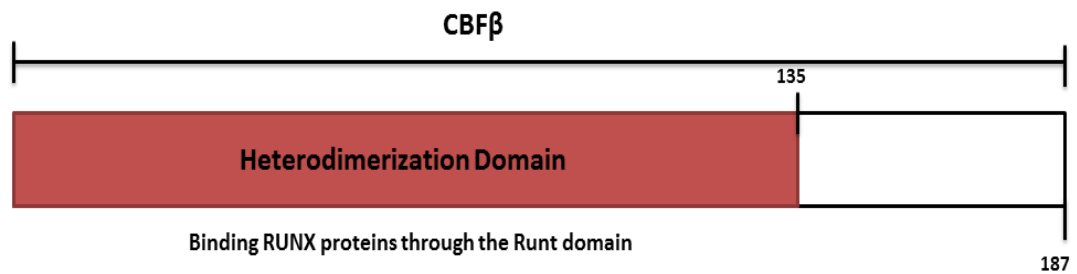 CBFβ
135
Heterodimerization Domain
Binding RUNX proteins through the Runt domain
187